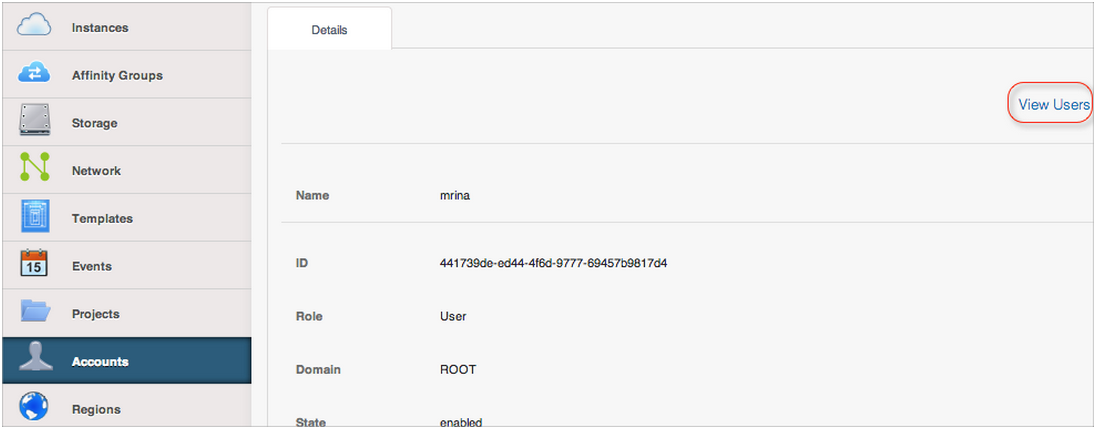 Instances
Affinity Groups
Storage
Network
Templates
15
Events
Projects
Accounts
Regions
Details
View Users
Name mrina
ID 441739de-ed44-4f6d-9777-69457b9817d4
Role User
Domain ROOT
State enabled